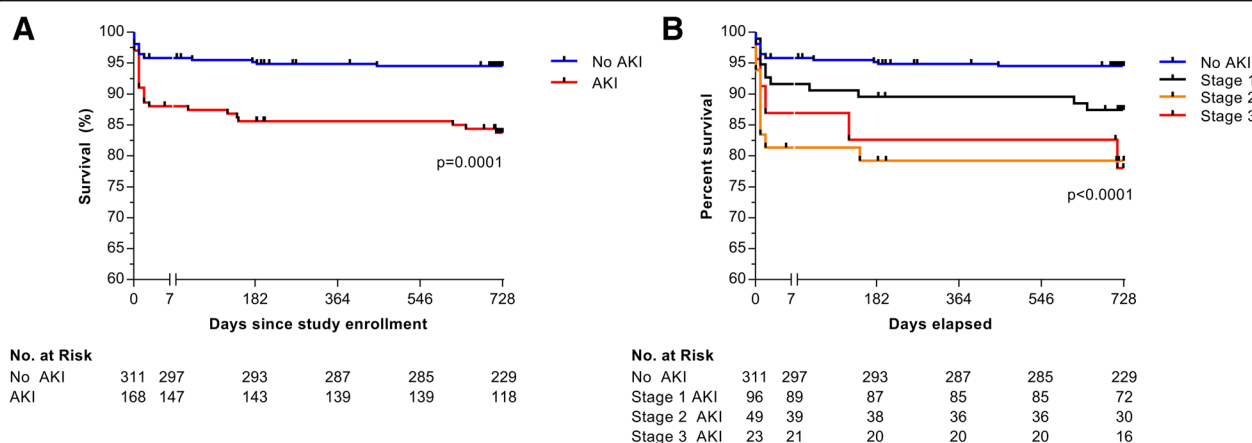 A
100
95
90
85
80
75
70
65
60
Survival (%)
No AKI
AKI
p=0.0001
0 7 182 364 546 728
Days since study enrollment
No. at Risk
No AKI 311 297 293 287 285 229
AKI 168 147 143 139 139 118
B
100
95
90
85
80
75
70
65
60
Percent survival
No AKI
Stage 1
Stage 2
Stage 3
p<0.0001
0 7 182 364 546 728
Days elapsed
No. at Risk
No AKI 311 297 293 287 285 229
Stage 1 AKI 96 89 87 85 85 72
Stage 2 AKI 49 39 38 36 36 30
Stage 3 AKI 23 21 20 20 20 16